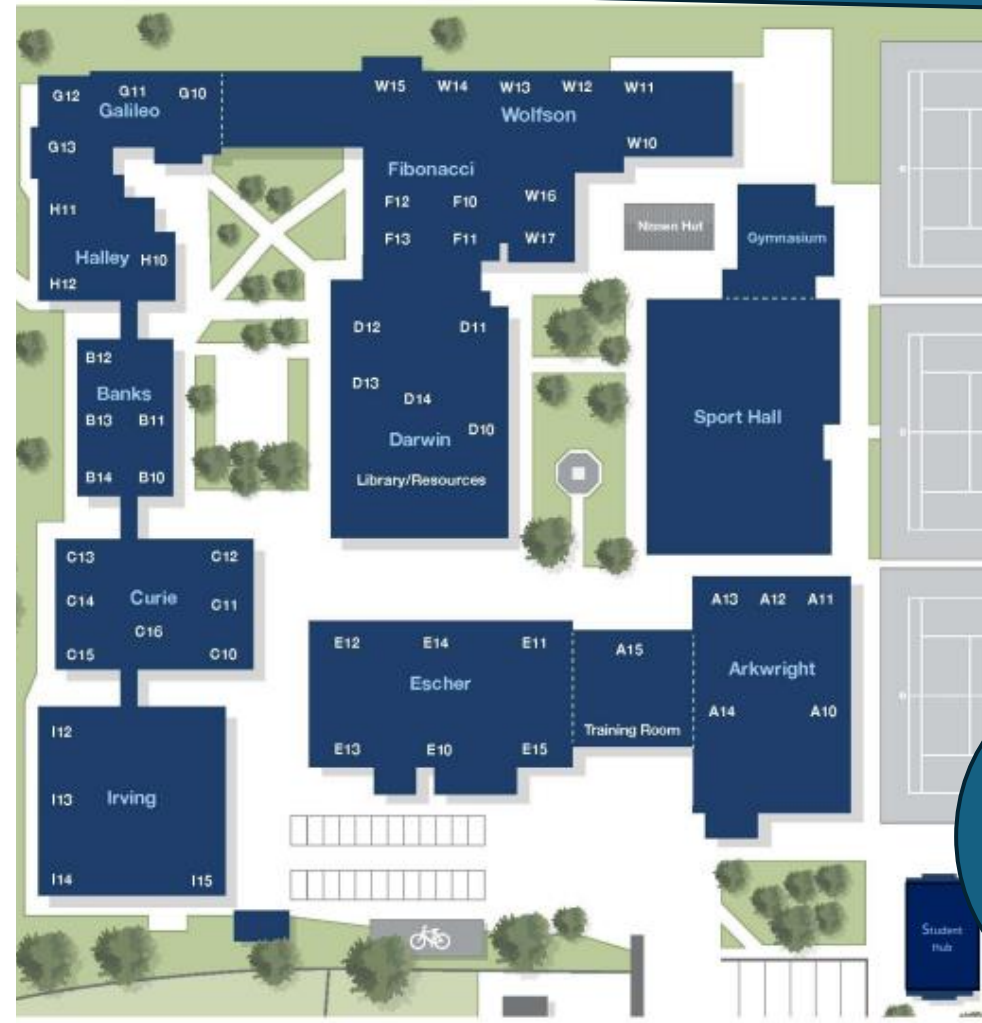 G12 G11 G10
Galileo
G13
H11
Halley H10
H12
W15 W14 W13 W12 W11
Wolfson
W10
Fibonacci
F12 F10 W16
F13 F11 W17
Nissen Hut
Gymnasium
B12
Banks
B13 B11
B14 B10
D12 D11
D13
D14
D10
Darwin
Library/Resources
Sport Hall
C13 C12
C14 Curie C11
C16
C15 C10
E12 E14 E11
Escher
E13 E10 E15
A15
Training Room
A13 A12 A11
Arkwright
A14 A10
I12
I13 Irving
I14 I15
Student
Hub